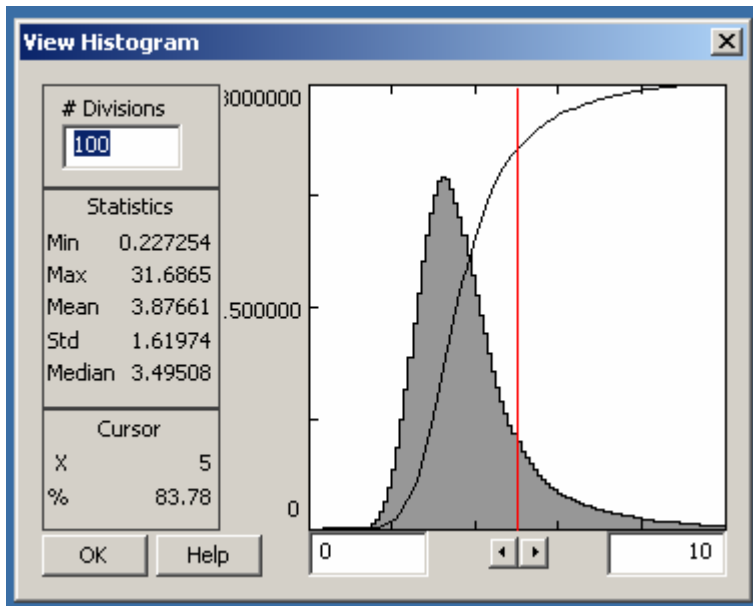 View Histogram
# Divisions
100
Statistics
Min 0.227254
Max 31.6865
Mean 3.87661
Std 1.61974
Median 3.49508
Cursor
X 5
% 83.78
OK Help
3000000
.500000
0
0 10